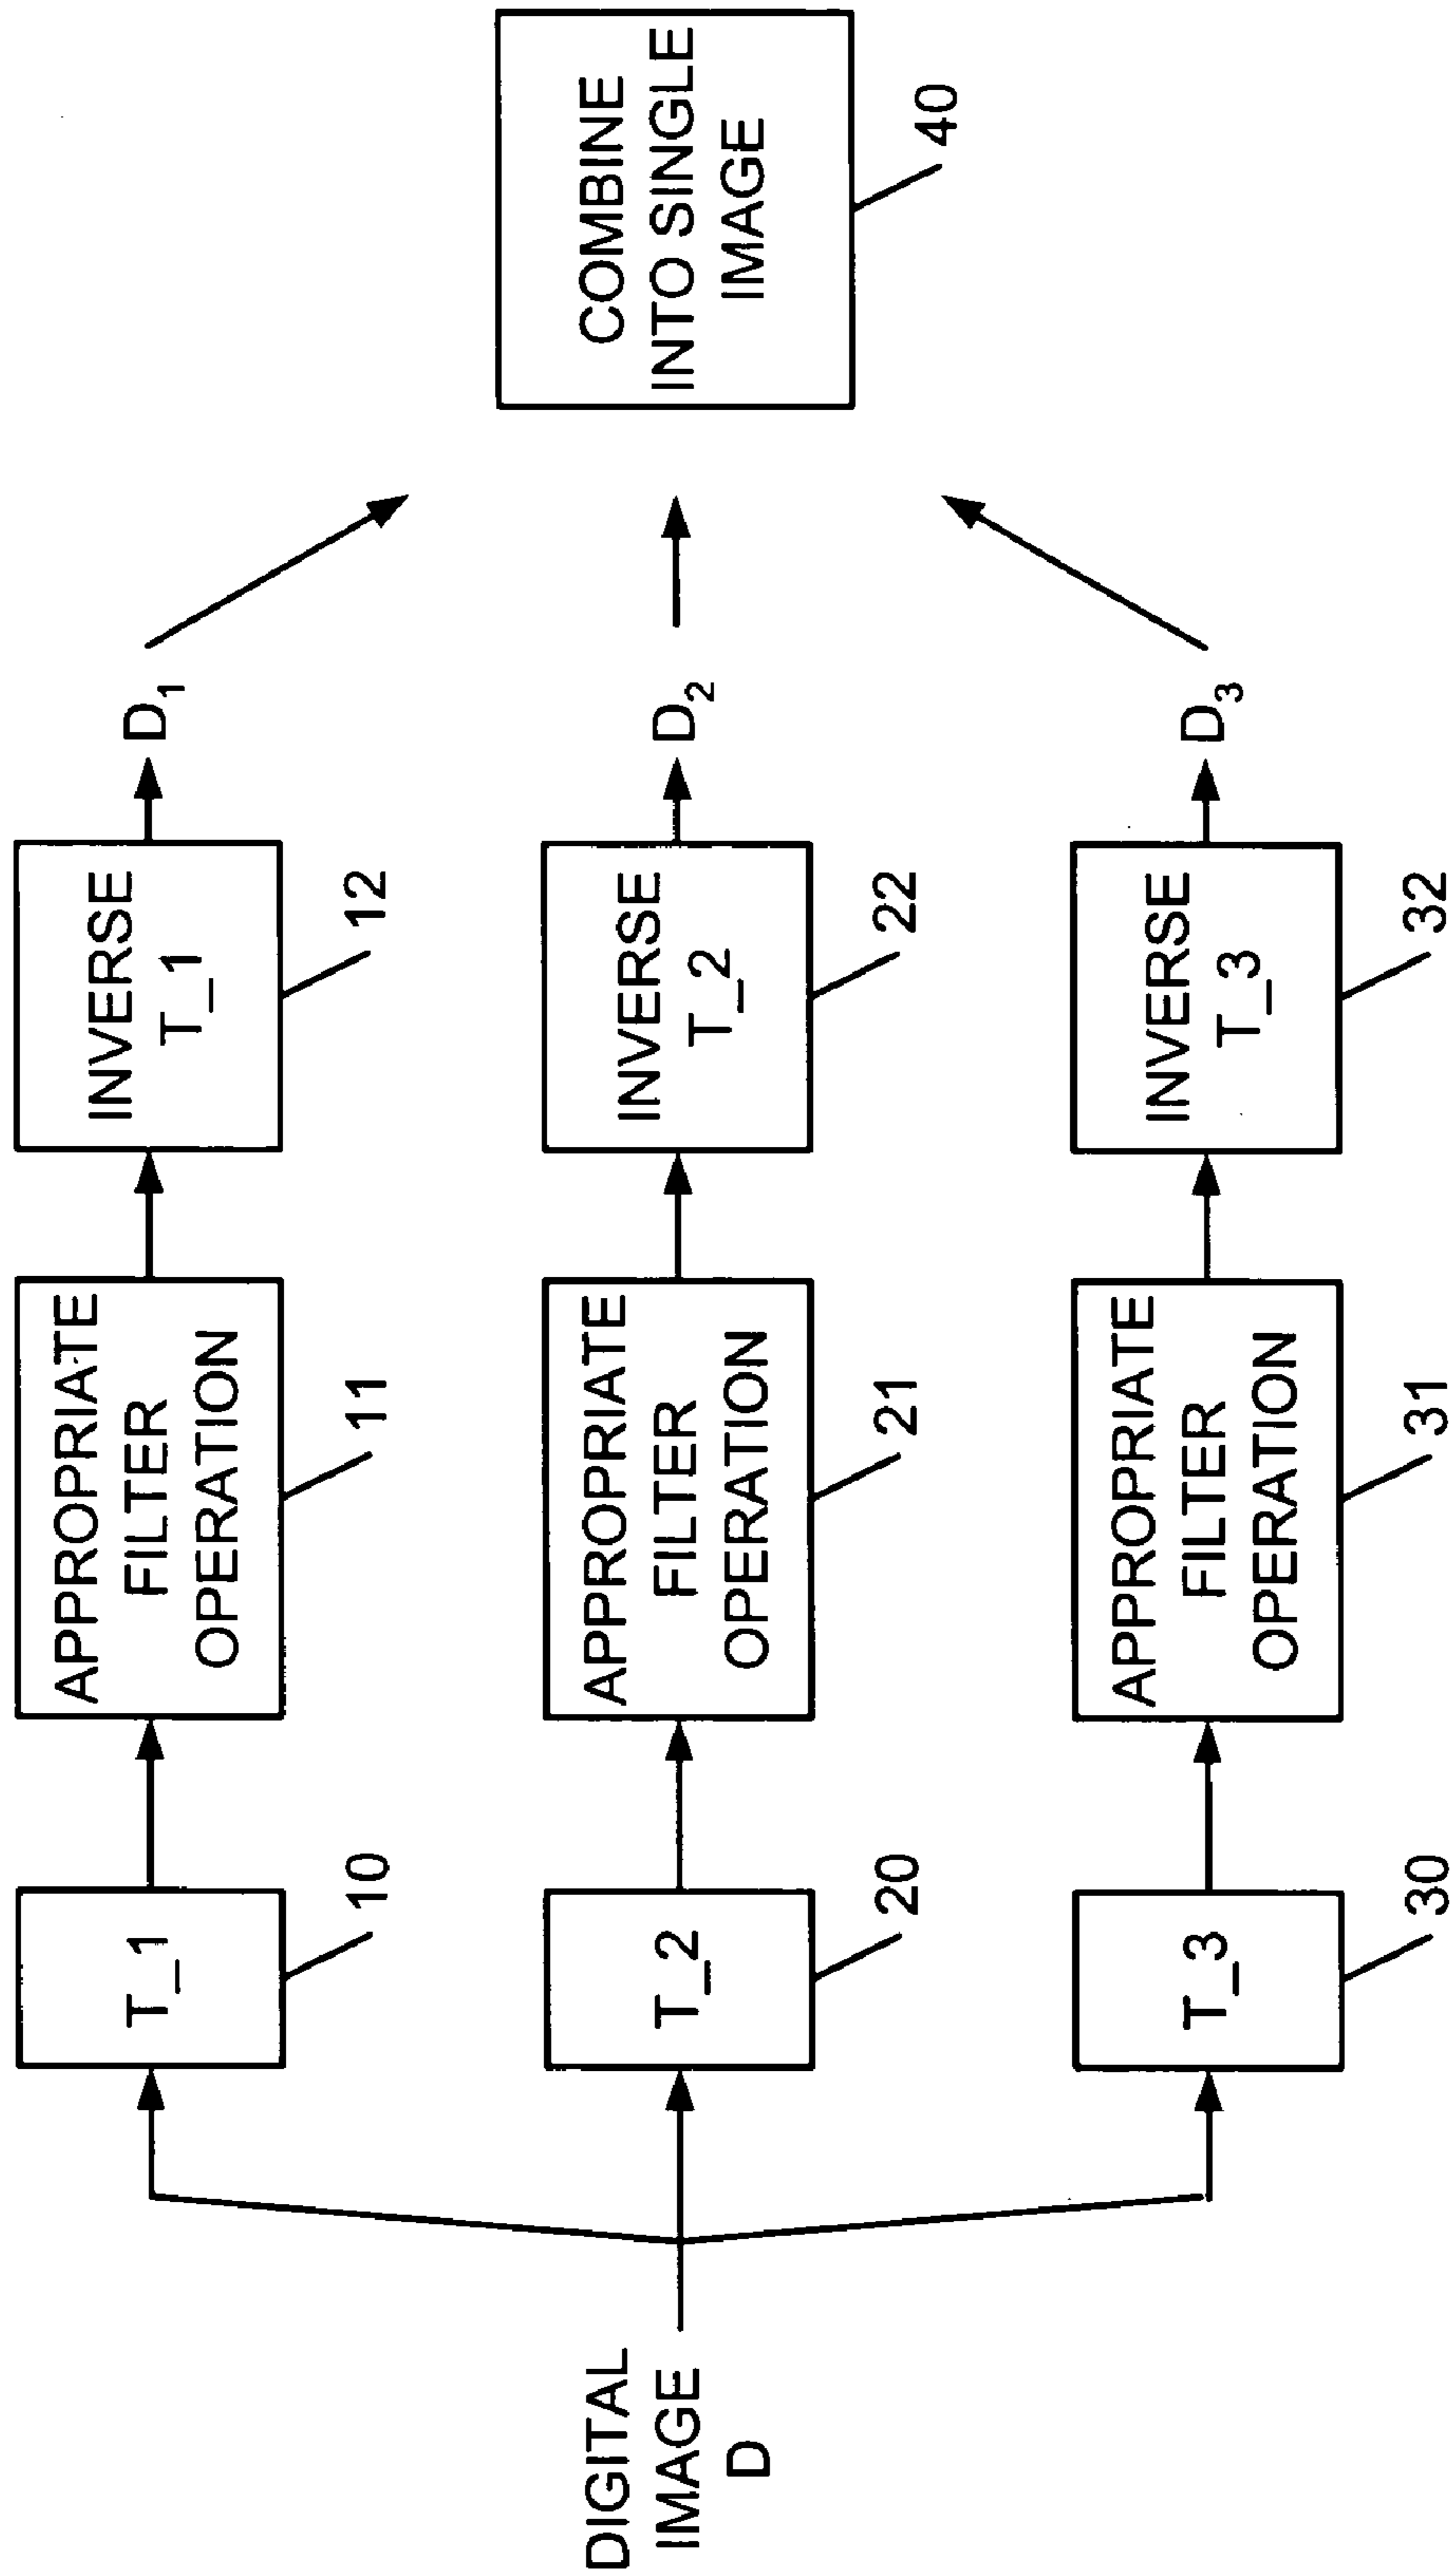 DIGITAL
IMAGE
D
T_1
10
APPROPRIATE
FILTER
OPERATION
11
INVERSE
T_1
12
D₁
T_2
20
APPROPRIATE
FILTER
OPERATION
21
INVERSE
T_2
22
D₂
T_3
30
APPROPRIATE
FILTER
OPERATION
31
INVERSE
T_3
32
D₃
COMBINE
INTO SINGLE
IMAGE
40